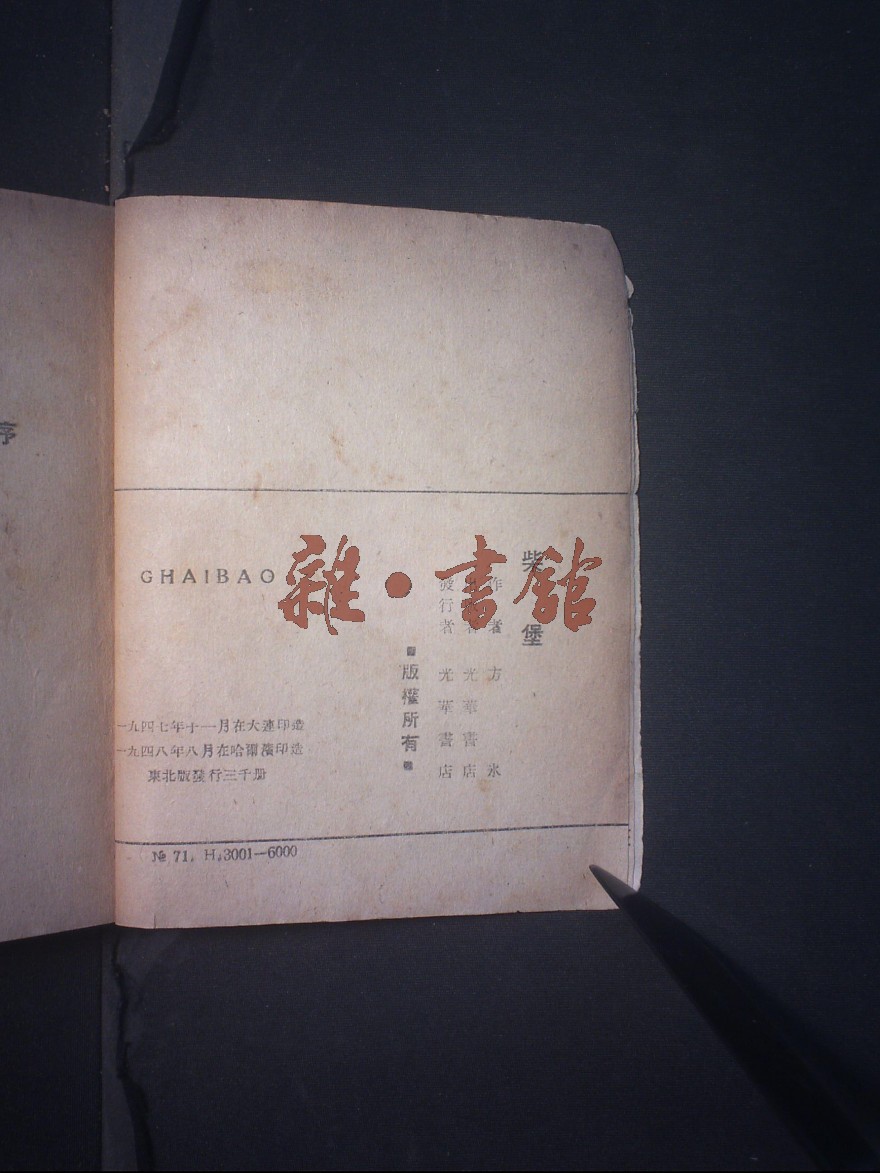 柴堡
作者 方 氷
者 光華書店
發行者 光華書店
版權所有
雜·書館
GHAIBAO
一九四七年十一月在大連印造
一九四八年八月在哈爾濱印造
東北版發行三千册
№ 71. H.3001—6000
序